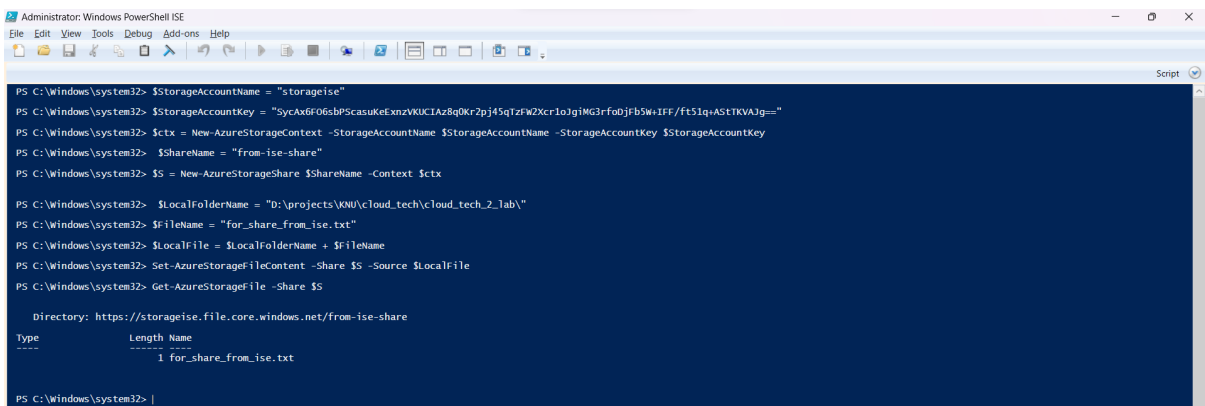 Administrator: Windows PowerShell ISE
File Edit View Tools Debug Add-ons Help
Script
PS C:\Windows\system32> $StorageAccountName = "storageise"
PS C:\Windows\system32> $StorageAccountKey = "SycAx6FO6sbPScasuKeExnzVKUCIAz8qOKr2pj45qTzFW2Xcr1oJgiMG3rfoDjFb5W+IFF/ft51q+AStTKVAJg=="
PS C:\Windows\system32> $ctx = New-AzureStorageContext -StorageAccountName $StorageAccountName -StorageAccountKey $StorageAccountKey
PS C:\Windows\system32>  $ShareName = "from-ise-share"
PS C:\Windows\system32> $S = New-AzureStorageShare $ShareName -Context $ctx
PS C:\Windows\system32>  $LocalFolderName = "D:\projects\KNU\cloud_tech\cloud_tech_2_lab\"
PS C:\Windows\system32> $FileName = "for_share_from_ise.txt"
PS C:\Windows\system32> $LocalFile = $LocalFolderName + $FileName
PS C:\Windows\system32> Set-AzureStorageFileContent -Share $S -Source $LocalFile
PS C:\Windows\system32> Get-AzureStorageFile -Share $S
Directory: https://storageise.file.core.windows.net/from-ise-share
Type Length Name
---- ------ ----
1 for_share_from_ise.txt
PS C:\Windows\system32>